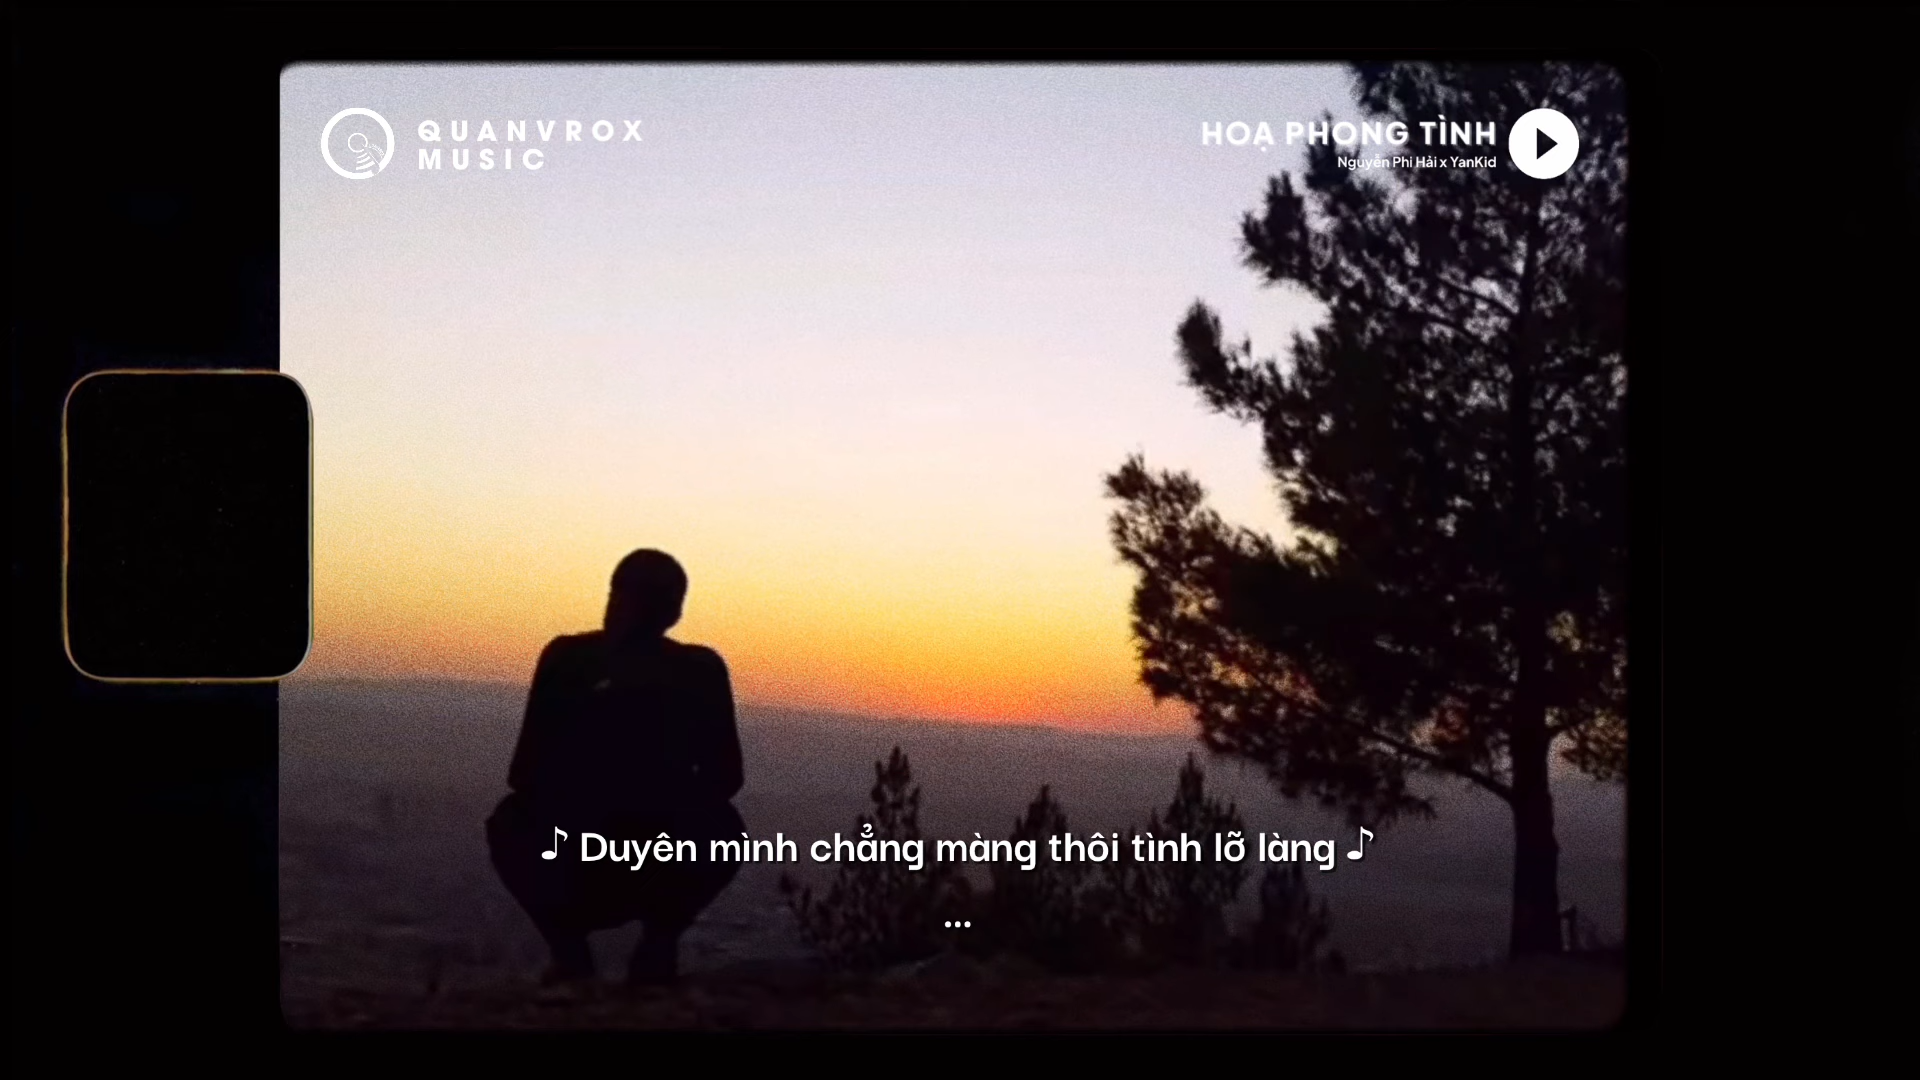 QUANVROX
MUSIC
HOẠ PHONG TÌNH
Nguyễn Phi Hải x YanKid
♪ Duyên mình chẳng màng thôi tình lỡ làng ♪
...